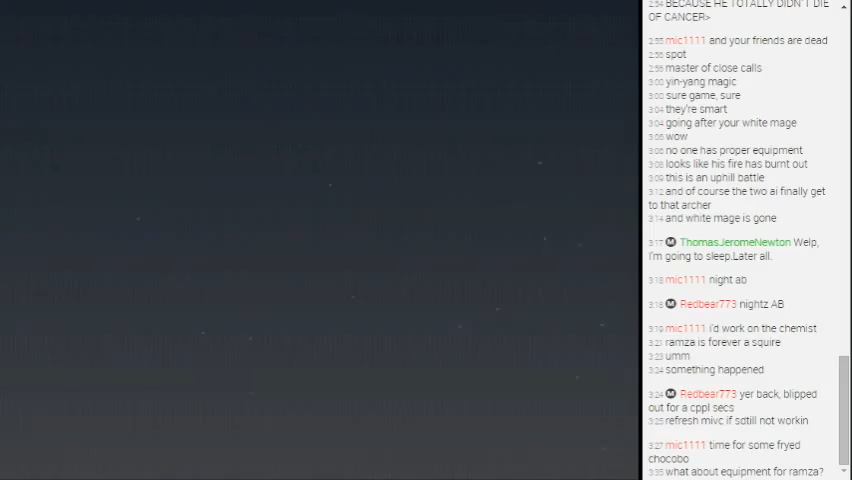 2:54 BECAUSE HE TOTALLY DIDN'T DIE
OF CANCER>
2:55 mic1111 and your friends are dead
2:56 spot
2:56 master of close calls
3:00 yin-yang magic
3:00 sure game, sure
3:04 they're smart
3:04 going after your white mage
3:05 wow
3:06 no one has proper equipment
3:08 looks like his fire has burnt out
3:09 this is an uphill battle
3:12 and of course the two ai finally get
to that archer
3:14 and white mage is gone
3:17 M ThomasJeromeNewton Welp,
I'm going to sleep.Later all.
3:18 mic1111 night ab
3:18 M Redbear773 nightz AB
3:19 mic1111 i'd work on the chemist
3:21 ramza is forever a squire
3:23 umm
3:24 something happened
3:24 M Redbear773 yer back, blipped
out for a cppl secs
3:25 refresh mivc if sdtill not workin
3:27 mic1111 time for some fryed
chocobo
3:35 what about equipment for ramza?